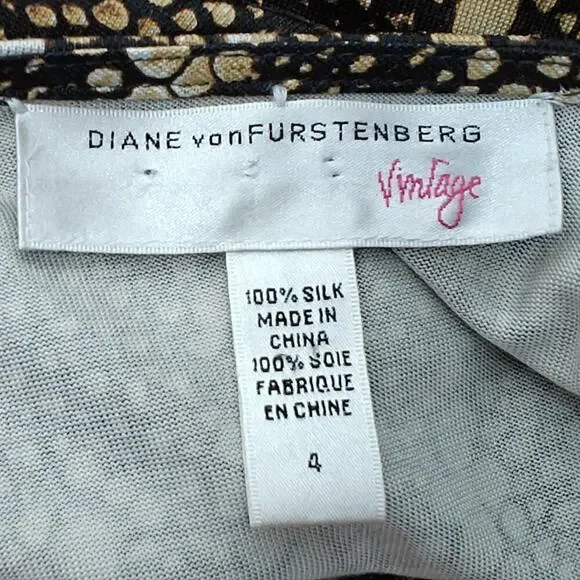 DIANE vonFURSTENBERG
Vintage
100% SILK
MADE IN
CHINA
100% SOIE
FABRIQUE
EN CHINE
4